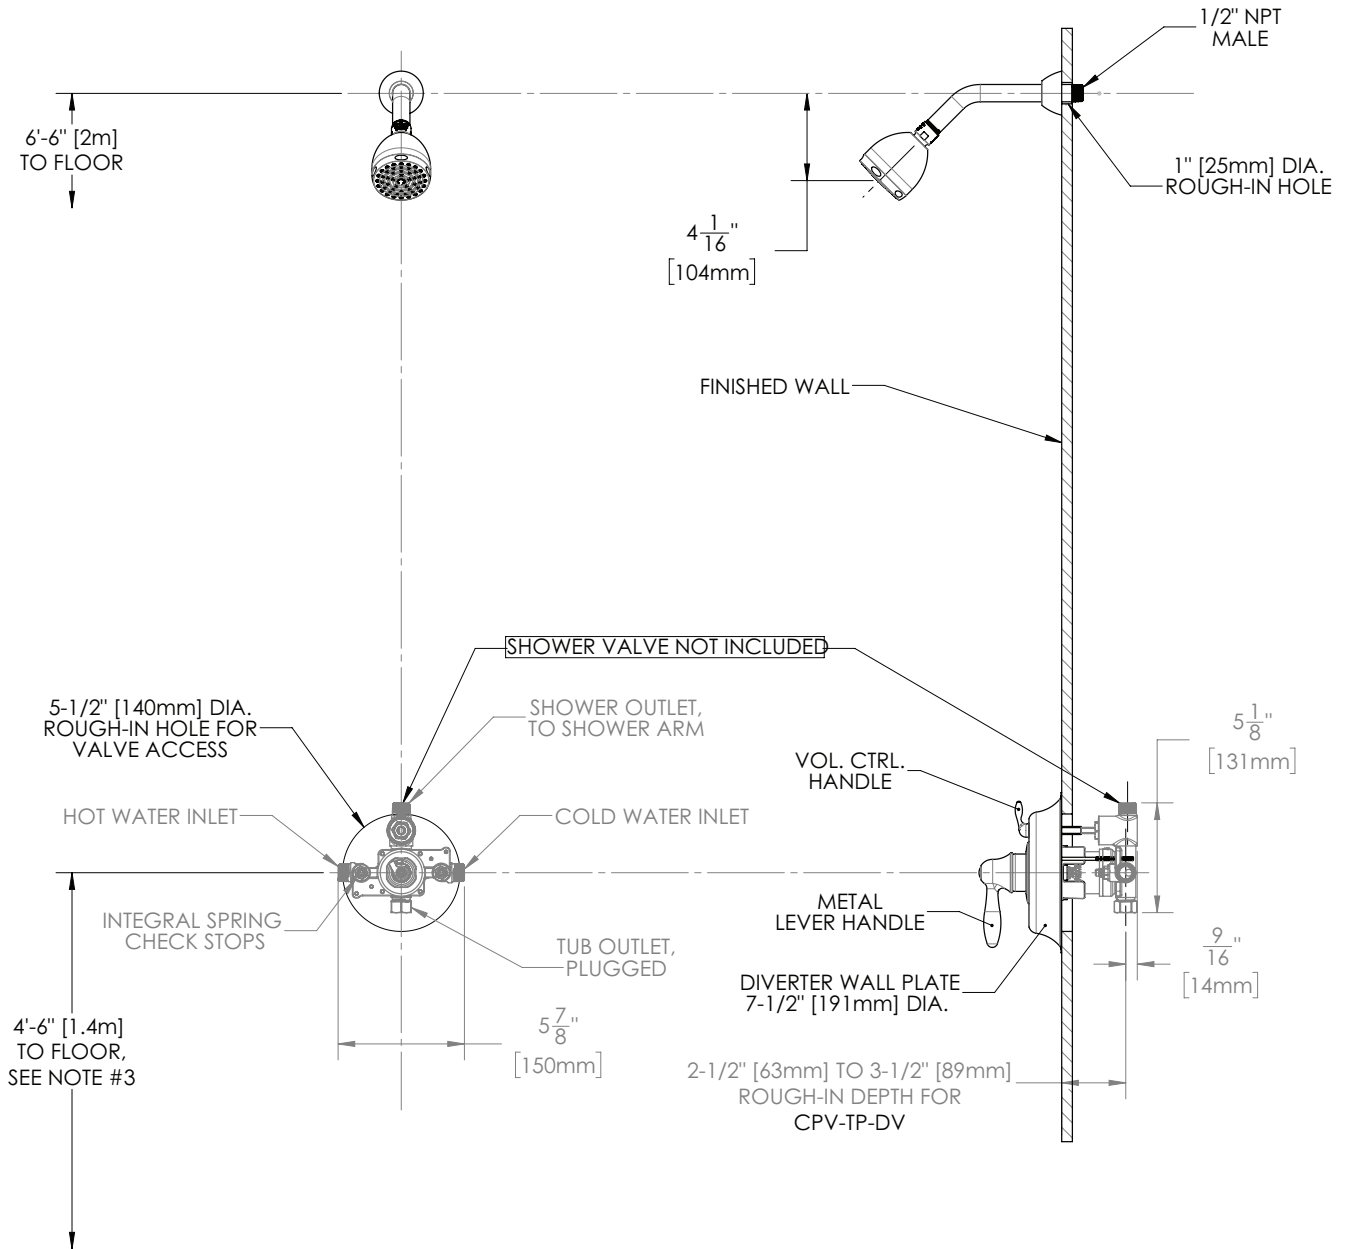 1/2" NPT
MALE
6'-6" [2m]
TO FLOOR
1" [25mm] DIA.
ROUGH-IN HOLE
4 1/16"
[104mm]
FINISHED WALL
SHOWER VALVE NOT INCLUDED
5-1/2" [140mm] DIA.
ROUGH-IN HOLE FOR
VALVE ACCESS
SHOWER OUTLET,
TO SHOWER ARM
5 1/8"
[131mm]
VOL. CTRL.
HANDLE
HOT WATER INLET
COLD WATER INLET
INTEGRAL SPRING
CHECK STOPS
METAL
LEVER HANDLE
TUB OUTLET,
PLUGGED
9/16"
[14mm]
DIVERTER WALL PLATE
7-1/2" [191mm] DIA.
4'-6" [1.4m]
TO FLOOR,
SEE NOTE #3
5 7/8"
[150mm]
2-1/2" [63mm] TO 3-1/2" [89mm]
ROUGH-IN DEPTH FOR
CPV-TP-DV